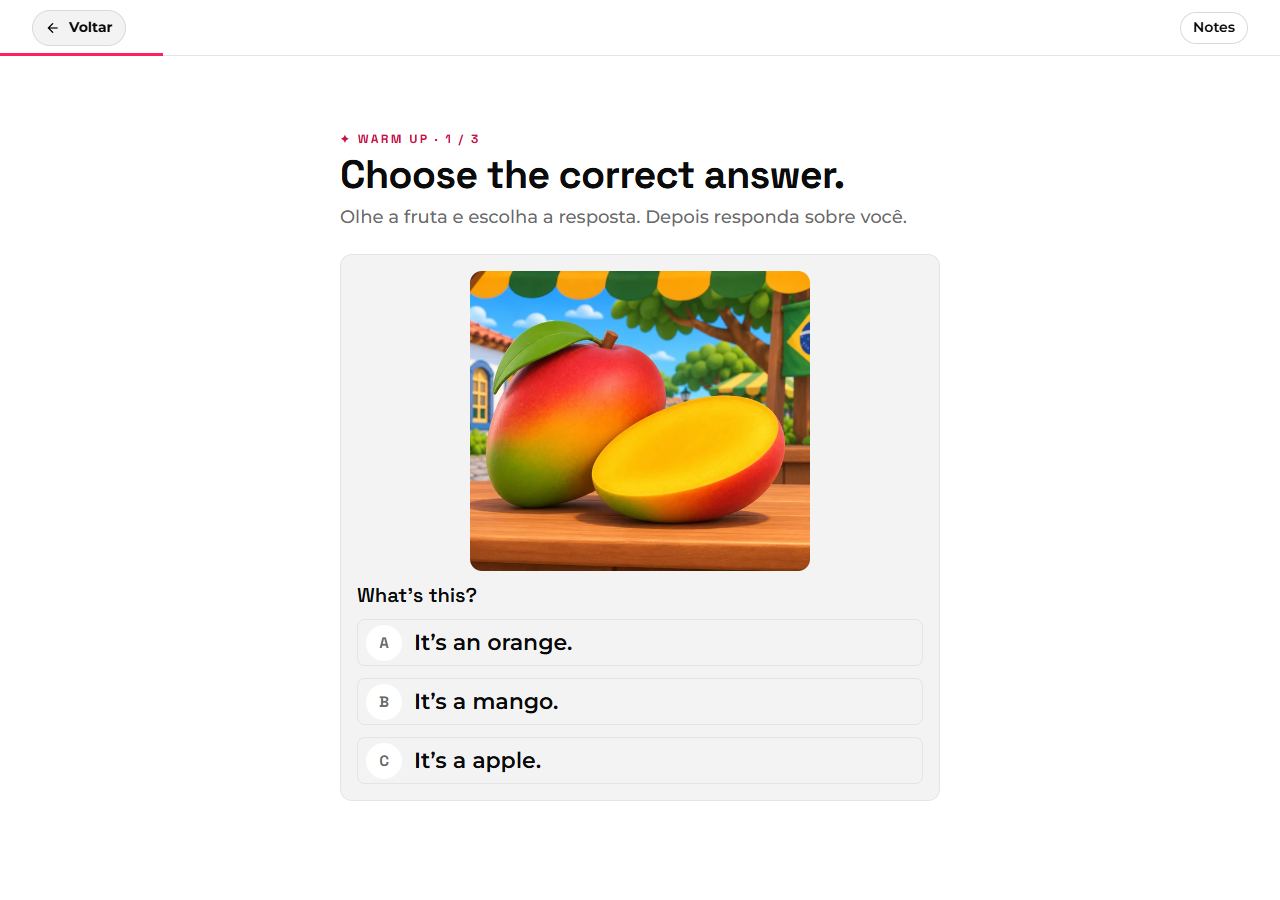 ← Voltar
Notes
✦ WARM UP · 1 / 3
Choose the correct answer.
Olhe a fruta e escolha a resposta. Depois responda sobre você.
What’s this?
A It’s an orange.
B It’s a mango.
C It’s a apple.